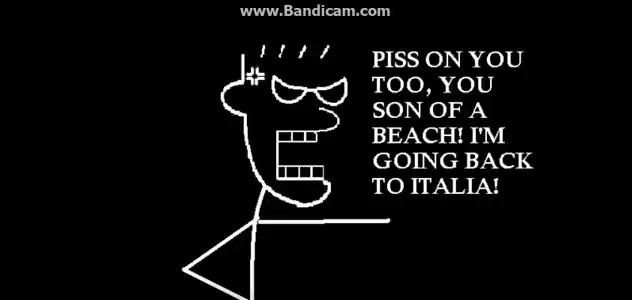 www.Bandicam.com
PISS ON YOU
TOO, YOU
SON OF A
BEACH! I'M
GOING BACK
TO ITALIA!